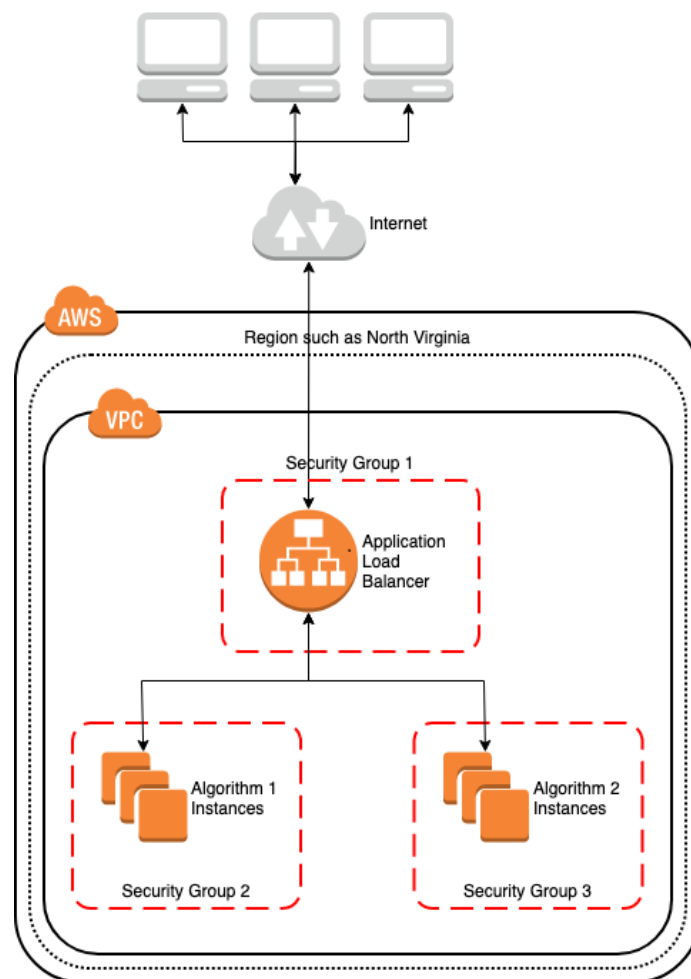 Internet
AWS
Region such as North Virginia
VPC
Security Group 1
Application
Load
Balancer
Algorithm 1
Instances
Security Group 2
Algorithm 2
Instances
Security Group 3